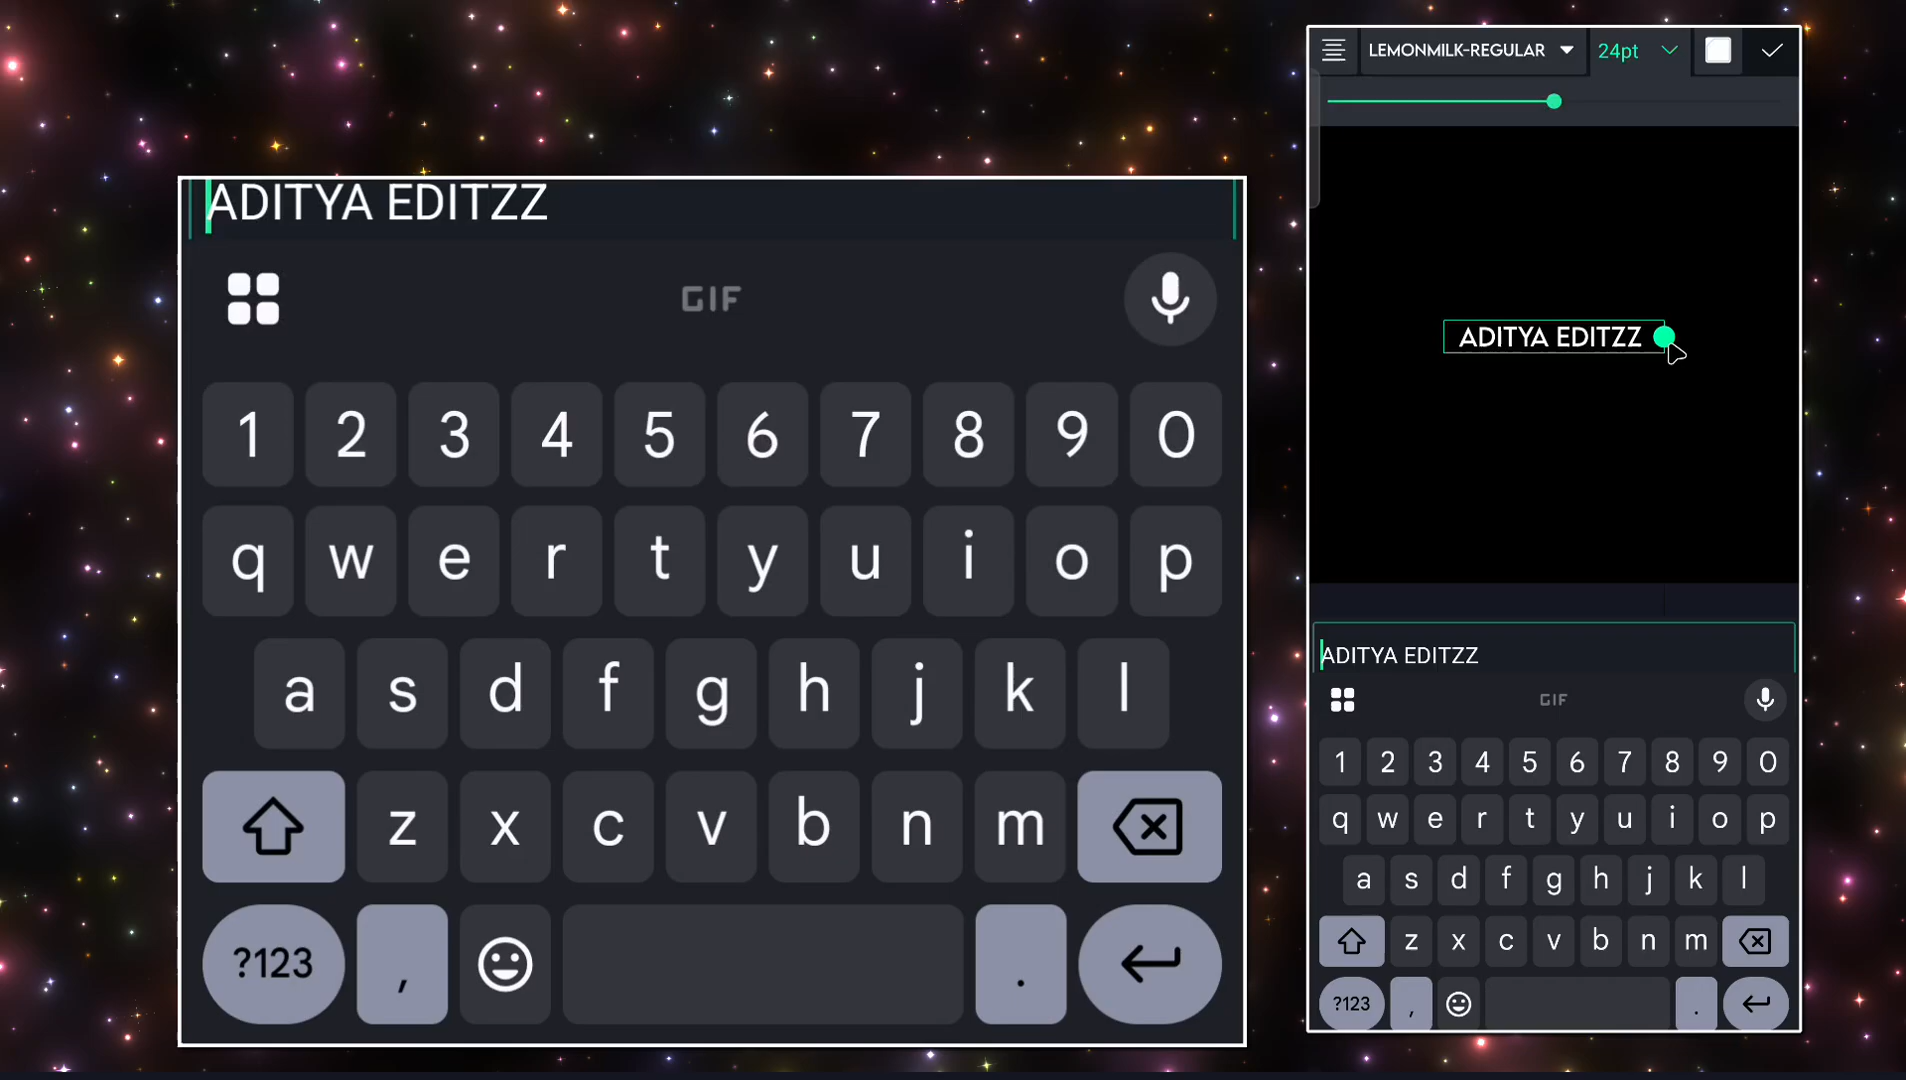 ADITYA EDITZZ
GIF
1 2 3 4 5 6 7 8 9 0
q w e r t y u i o p
a s d f g h j k l
z x c v b n m
?123 , .
LEMONMILK-REGULAR 24pt
ADITYA EDITZZ
ADITYA EDITZZ
GIF
1 2 3 4 5 6 7 8 9 0
q w e r t y u i o p
a s d f g h j k l
z x c v b n m
?123 , .